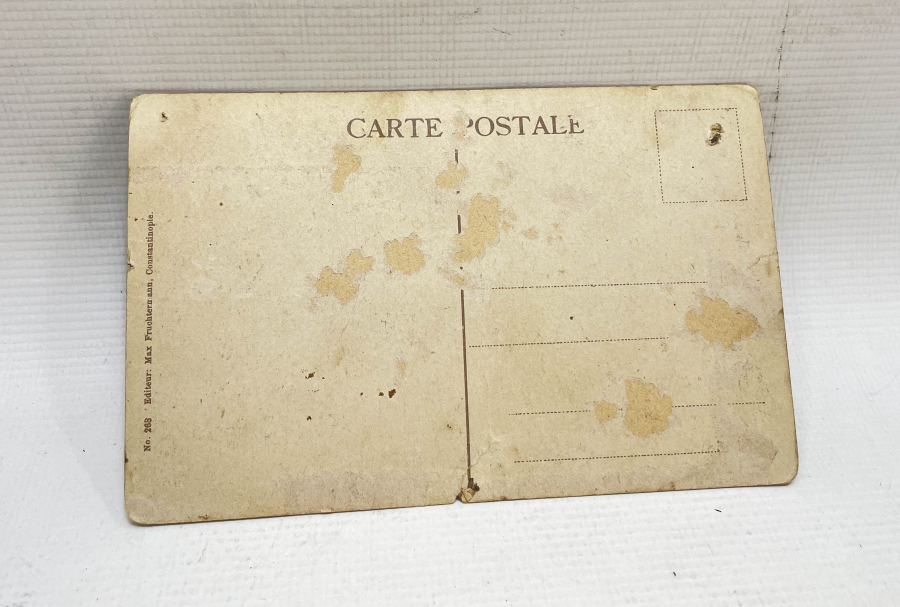 CARTE POSTALE
No. 268 Editeur: Max Fruchtermann, Constantinople.